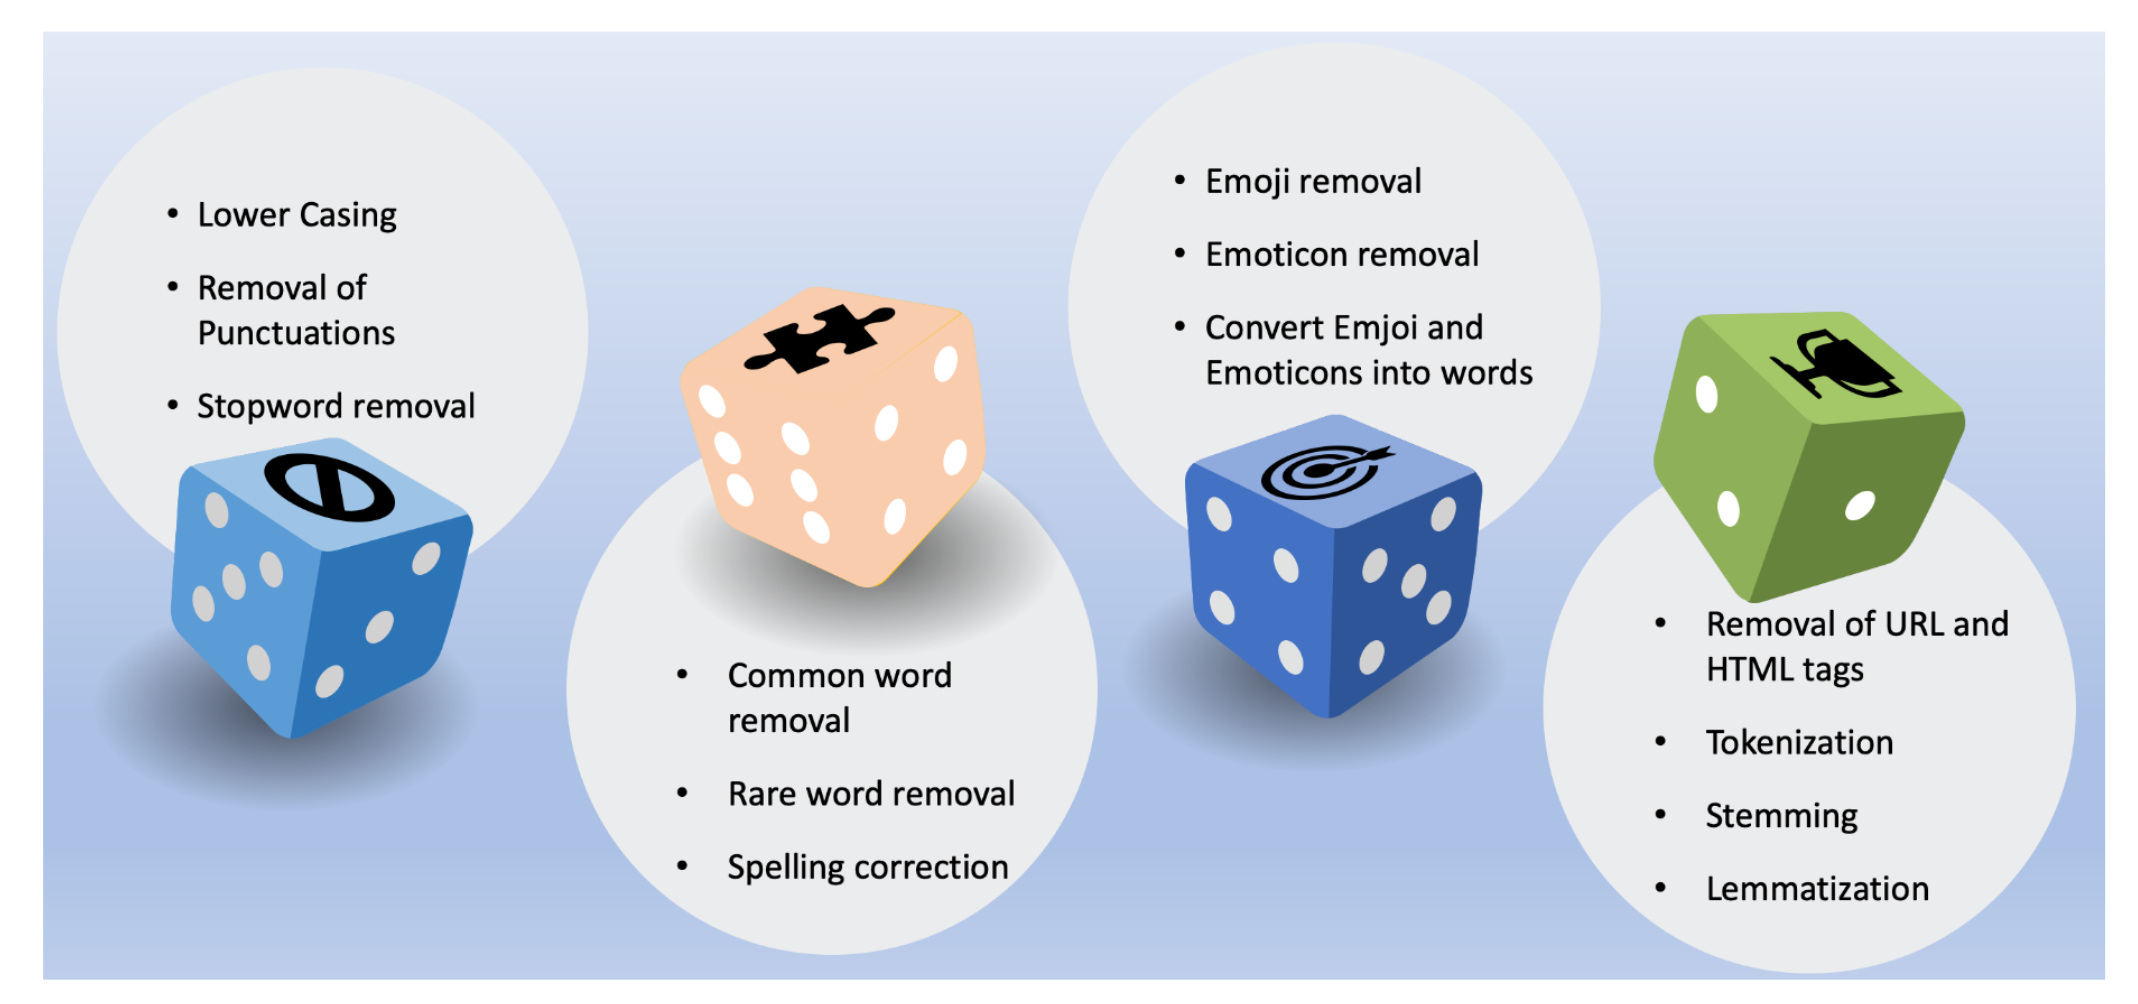 • Lower Casing
• Removal of
Punctuations
• Stopword removal
• Common word
removal
• Rare word removal
• Spelling correction
• Emoji removal
• Emoticon removal
• Convert Emjoi and
Emoticons into words
• Removal of URL and
HTML tags
• Tokenization
• Stemming
• Lemmatization